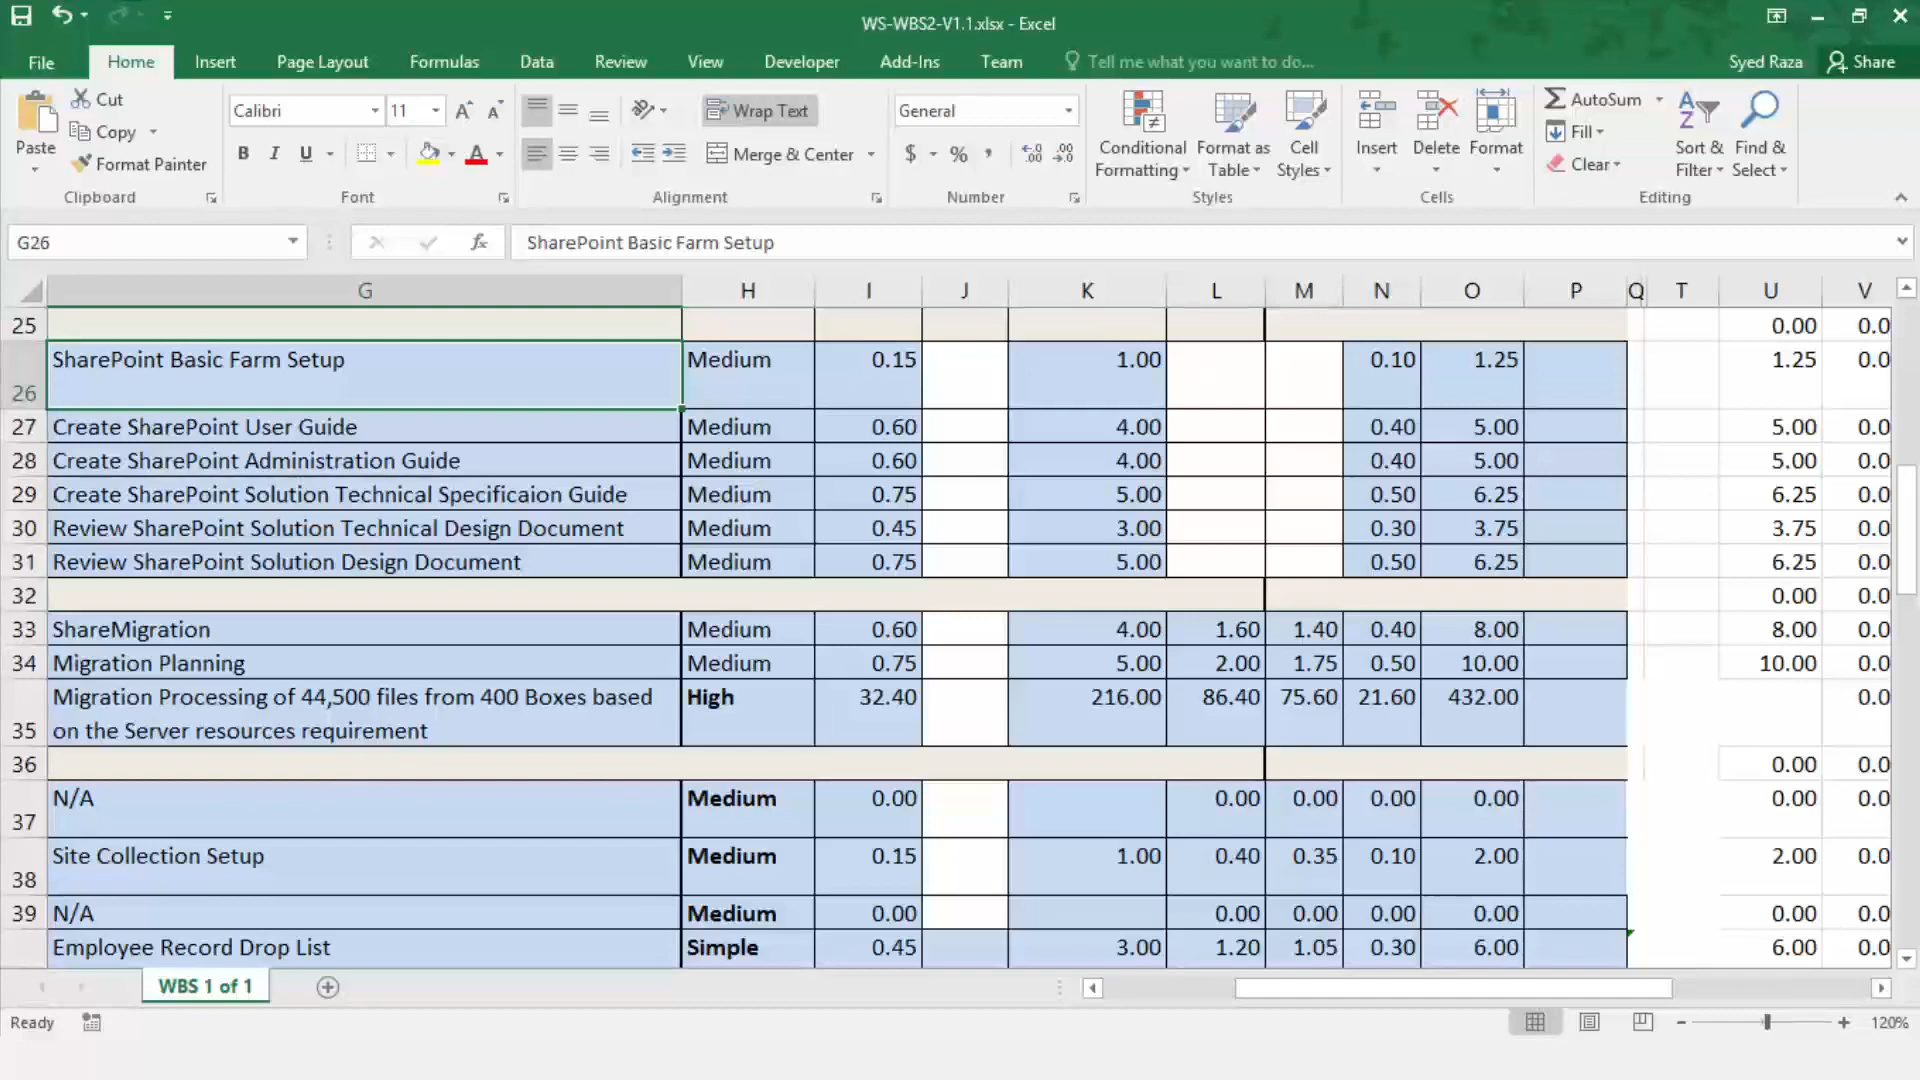 WS-WBS2-V1.1.xlsx - Excel
File Home Insert Page Layout Formulas Data Review View Developer Add-Ins Team Tell me what you want to do... Syed Raza Share
Cut
Copy
Format Painter
Paste
Clipboard
Calibri 11
B I U A
Font
Wrap Text
Merge & Center
Alignment
General
$ % ,
Number
Conditional Formatting
Format as Table
Cell Styles
Styles
Insert Delete Format
Cells
AutoSum
Fill
Clear
Sort & Filter
Find & Select
Editing
G26 fx SharePoint Basic Farm Setup
G H I J K L M N O P Q T U V
25 0.00 0.0
26 SharePoint Basic Farm Setup Medium 0.15 1.00 0.10 1.25 1.25 0.0
27 Create SharePoint User Guide Medium 0.60 4.00 0.40 5.00 5.00 0.0
28 Create SharePoint Administration Guide Medium 0.60 4.00 0.40 5.00 5.00 0.0
29 Create SharePoint Solution Technical Specificaion Guide Medium 0.75 5.00 0.50 6.25 6.25 0.0
30 Review SharePoint Solution Technical Design Document Medium 0.45 3.00 0.30 3.75 3.75 0.0
31 Review SharePoint Solution Design Document Medium 0.75 5.00 0.50 6.25 6.25 0.0
32 0.00 0.0
33 ShareMigration Medium 0.60 4.00 1.60 1.40 0.40 8.00 8.00 0.0
34 Migration Planning Medium 0.75 5.00 2.00 1.75 0.50 10.00 10.00 0.0
Migration Processing of 44,500 files from 400 Boxes based High 32.40 216.00 86.40 75.60 21.60 432.00 0.0
35 on the Server resources requirement
36 0.00 0.0
37 N/A Medium 0.00 0.00 0.00 0.00 0.00 0.00 0.0
38 Site Collection Setup Medium 0.15 1.00 0.40 0.35 0.10 2.00 2.00 0.0
39 N/A Medium 0.00 0.00 0.00 0.00 0.00 0.00 0.0
Employee Record Drop List Simple 0.45 3.00 1.20 1.05 0.30 6.00 6.00 0.0
WBS 1 of 1
Ready 120%